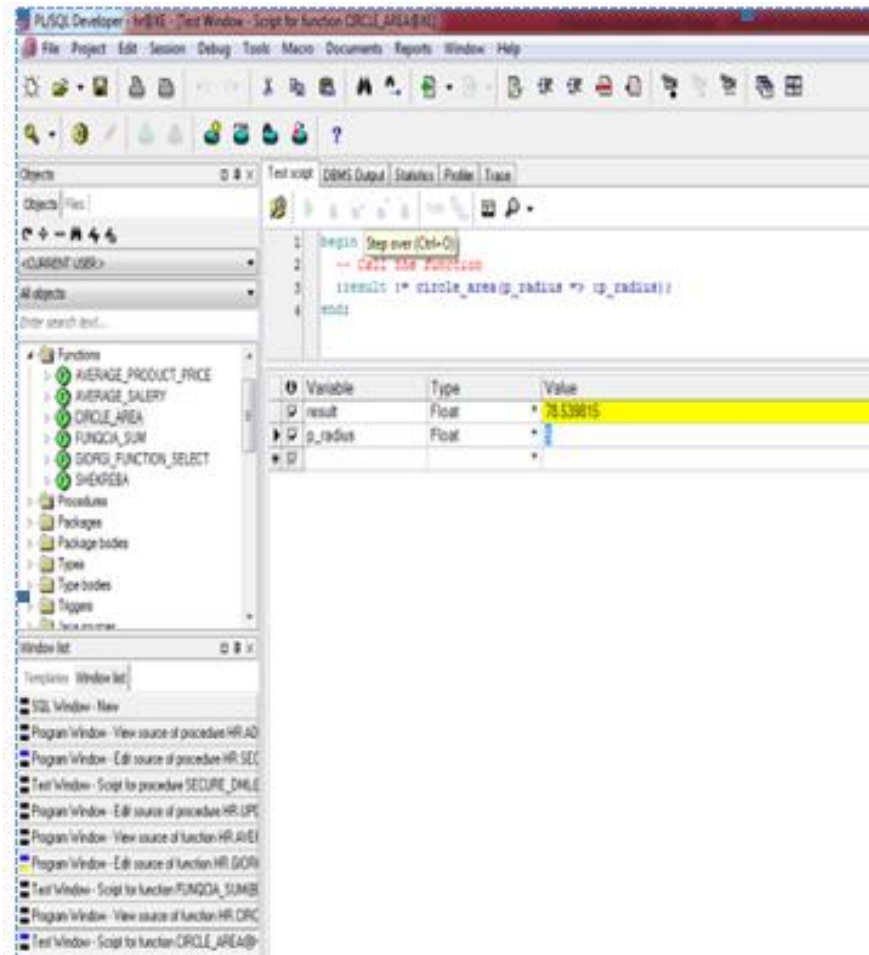 PL/SQL Developer - hr@XE - [Test Window - Script for function CIRCLE_AREA@XE]
File Project Edit Session Debug Tools Macro Documents Reports Window Help
Objects
Test script DBMS Output Statistics Profiler Trace
Objects Files
<CURRENT USER>
All objects
Enter search text...
1 begin
Step over (Ctrl+O)
2 -- Call the function
3 :result := circle_area(p_radius => :p_radius);
4 end;
Functions
AVERAGE_PRODUCT_PRICE
AVERAGE_SALERY
CIRCLE_AREA
FUNQCIA_SUM
GIORGI_FUNCTION_SELECT
SHEKREBA
Procedures
Packages
Package bodies
Types
Type bodies
Triggers
Variable Type Value
result Float 78.539815
p_radius Float
Window list
Templates Window list
SQL Window - New
Program Window - View source of procedure HR.AD
Program Window - Edit source of procedure HR.SEC
Test Window - Script for procedure SECURE_DML@
Program Window - Edit source of procedure HR.UPD
Program Window - View source of function HR.AVE
Program Window - Edit source of function HR.GIOR
Test Window - Script for function FUNQCIA_SUM@
Program Window - View source of function HR.CIRC
Test Window - Script for function CIRCLE_AREA@